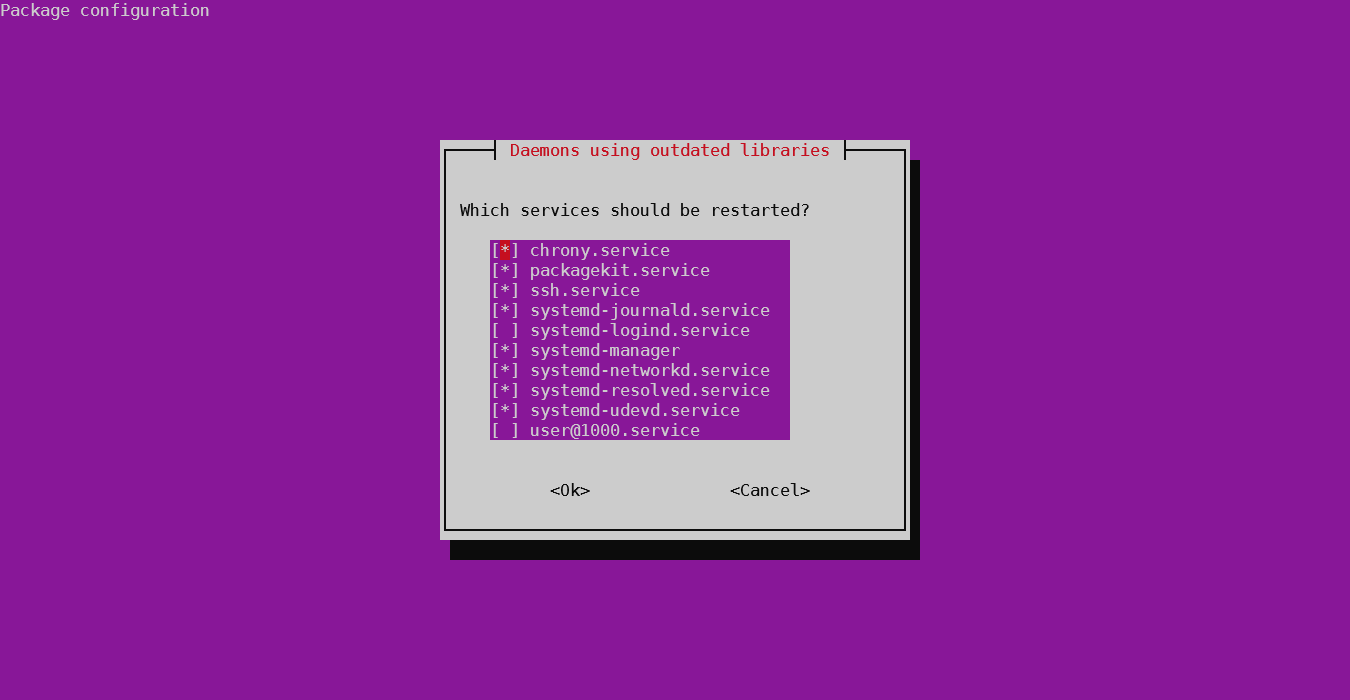 Package configuration
Daemons using outdated libraries
Which services should be restarted?
[*] chrony.service
[*] packagekit.service
[*] ssh.service
[*] systemd-journald.service
[ ] systemd-logind.service
[*] systemd-manager
[*] systemd-networkd.service
[*] systemd-resolved.service
[*] systemd-udevd.service
[ ] user@1000.service
<Ok> <Cancel>